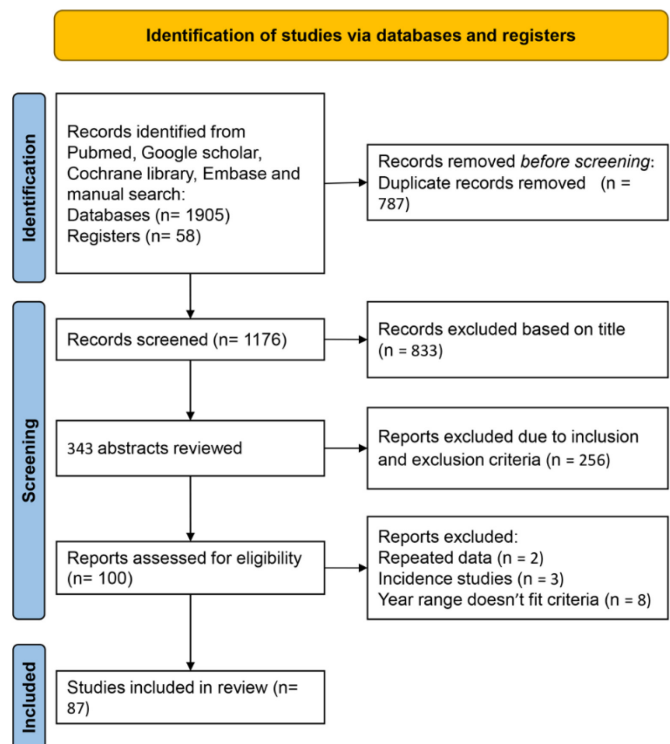 Identification of studies via databases and registers
Identification
Records identified from
Pubmed, Google scholar,
Cochrane library, Embase and
manual search:
Databases (n= 1905)
Registers (n= 58)
Records removed before screening:
Duplicate records removed (n =
787)
Screening
Records screened (n= 1176)
Records excluded based on title
(n = 833)
343 abstracts reviewed
Reports excluded due to inclusion
and exclusion criteria (n = 256)
Reports assessed for eligibility
(n= 100)
Reports excluded:
Repeated data (n = 2)
Incidence studies (n = 3)
Year range doesn't fit criteria (n = 8)
Included
Studies included in review (n=
87)